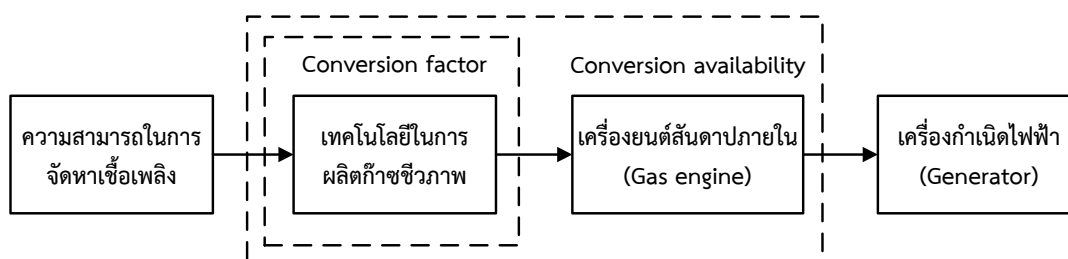 Conversion factor
Conversion availability
ความสามารถในการ
จัดหาเชื้อเพลิง
เทคโนโลยีในการ
ผลิตก๊าซชีวภาพ
เครื่องยนต์สันดาปภายใน
(Gas engine)
เครื่องกำเนิดไฟฟ้า
(Generator)